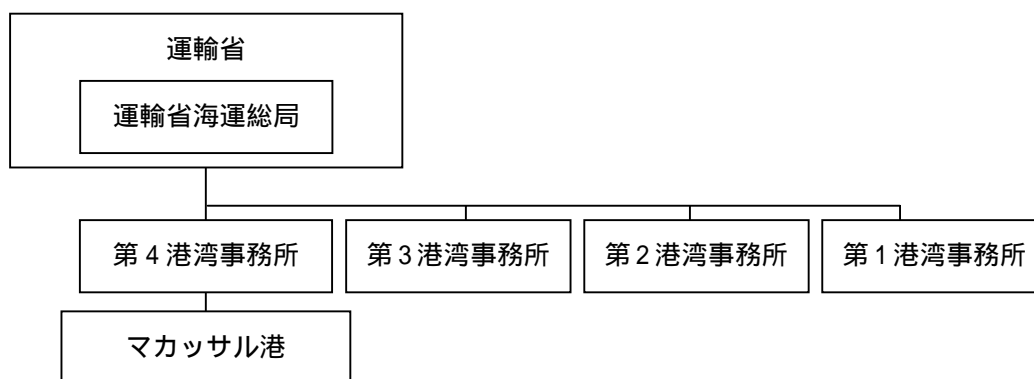 運輸省
運輸省海運総局
第4港湾事務所
第3港湾事務所
第2港湾事務所
第1港湾事務所
マカッサル港